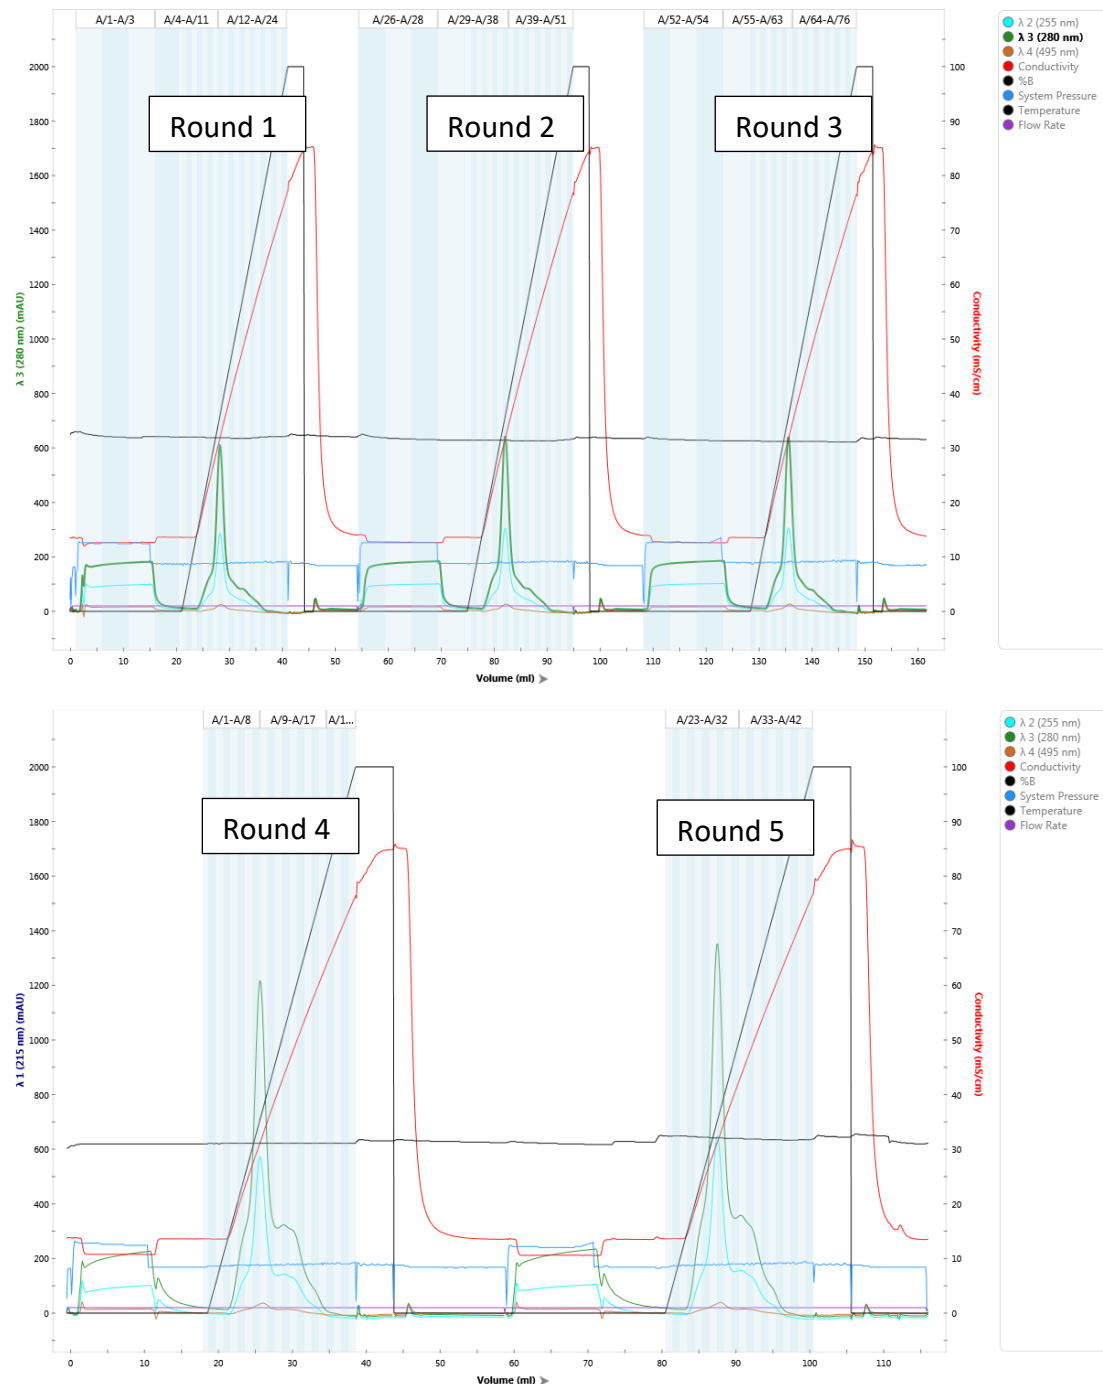 A/1-A/3 A/4-A/11 A/12-A/24 A/26-A/28 A/29-A/38 A/39-A/51 A/52-A/54 A/55-A/63 A/64-A/76
Round 1 Round 2 Round 3
λ 3 (280 nm) (mAU)
2000
1800
1600
1400
1200
1000
800
600
400
200
0
100
90
80
70
60
50
40
30
20
10
0
Conductivity (mS/cm)
0 10 20 30 40 50 60 70 80 90 100 110 120 130 140 150 160
Volume (ml)
λ 2 (255 nm)
λ 3 (280 nm)
λ 4 (495 nm)
Conductivity
%B
System Pressure
Temperature
Flow Rate
A/1-A/8 A/9-A/17 A/1... A/23-A/32 A/33-A/42
Round 4 Round 5
λ 1 (215 nm) (mAU)
2000
1800
1600
1400
1200
1000
800
600
400
200
0
100
90
80
70
60
50
40
30
20
10
0
Conductivity (mS/cm)
0 10 20 30 40 50 60 70 80 90 100 110
Volume (ml)
λ 2 (255 nm)
λ 3 (280 nm)
λ 4 (495 nm)
Conductivity
%B
System Pressure
Temperature
Flow Rate